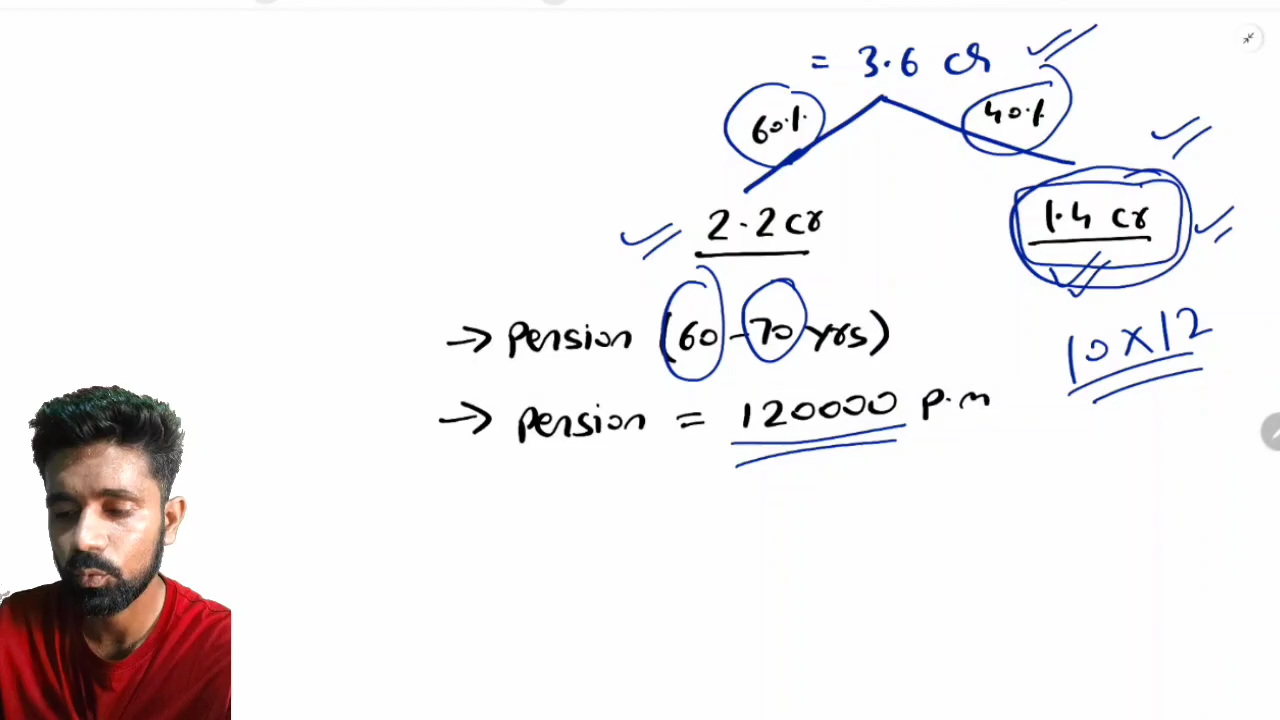 = 3.6 cr
60% 40%
2.2 cr 1.4 cr
→ Pension (60-70 yrs)
10 x 12
→ Pension = 120000 p.m